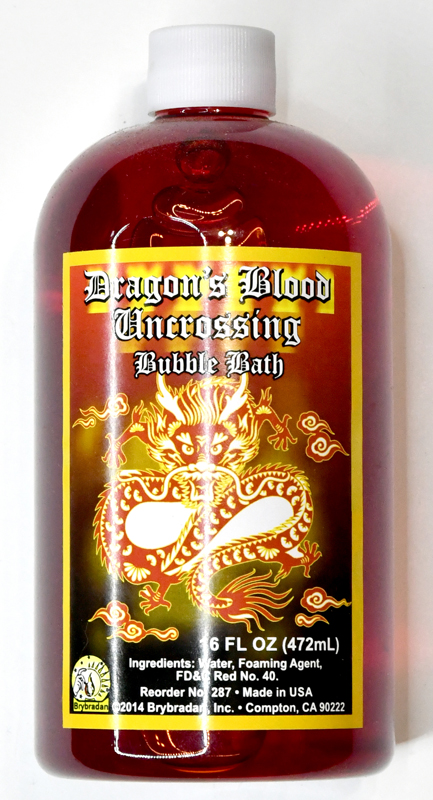 Dragon's Blood
Uncrossing
Bubble Bath
16 FL OZ (472mL)
Ingredients: Water, Foaming Agent,
FD&C Red No. 40.
Reorder No. 287 • Made in USA
©2014 Brybradan, Inc. • Compton, CA 90222
Brybradan